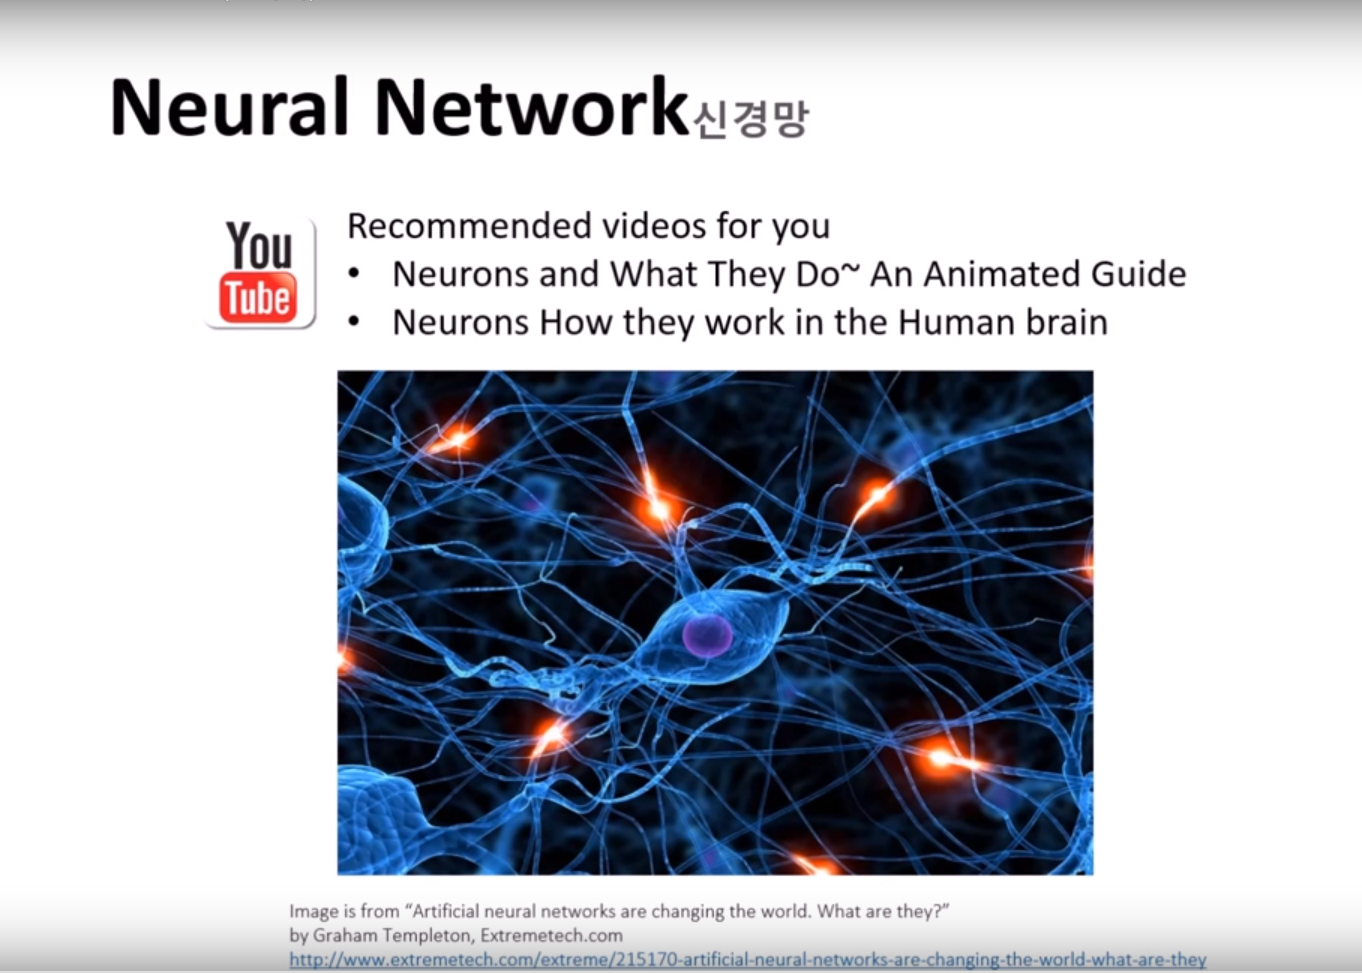 Neural Network신경망
You
Tube
Recommended videos for you
• Neurons and What They Do~ An Animated Guide
• Neurons How they work in the Human brain
Image is from “Artificial neural networks are changing the world. What are they?”
by Graham Templeton, Extremetech.com
http://www.extremetech.com/extreme/215170-artificial-neural-networks-are-changing-the-world-what-are-they